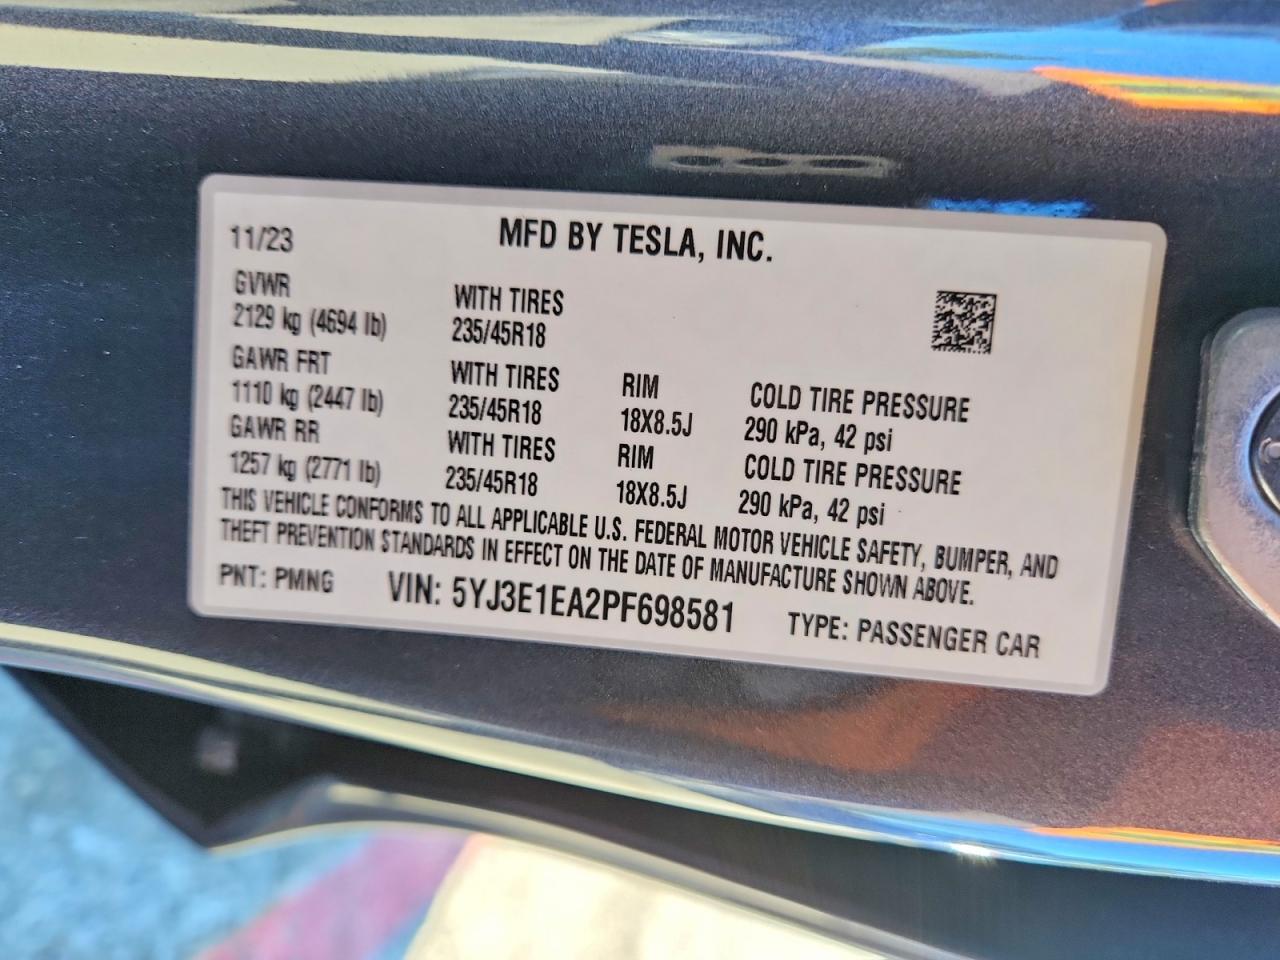 11/23 MFD BY TESLA, INC.
GVWR WITH TIRES
2129 kg (4694 lb) 235/45R18
GAWR FRT WITH TIRES RIM COLD TIRE PRESSURE
1110 kg (2447 lb) 235/45R18 18X8.5J 290 kPa, 42 psi
GAWR RR WITH TIRES RIM COLD TIRE PRESSURE
1257 kg (2771 lb) 235/45R18 18X8.5J 290 kPa, 42 psi
THIS VEHICLE CONFORMS TO ALL APPLICABLE U.S. FEDERAL MOTOR VEHICLE SAFETY, BUMPER, AND
THEFT PREVENTION STANDARDS IN EFFECT ON THE DATE OF MANUFACTURE SHOWN ABOVE.
PNT: PMNG VIN: 5YJ3E1EA2PF698581 TYPE: PASSENGER CAR